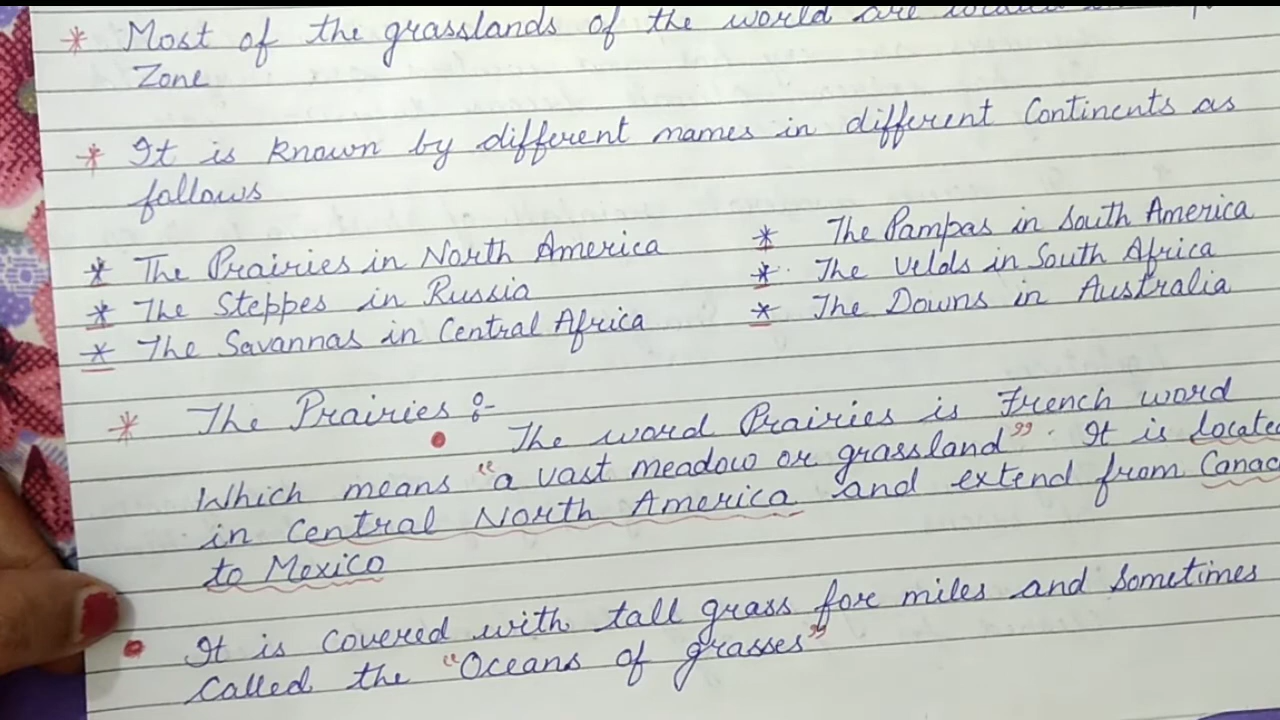 * Most of the grasslands of the world are
Zone
* It is known by different names in different Continents as
follows
* The Prairies in North America
* The Steppes in Russia
* The Savannas in Central Africa
* The Pampas in South America
* The Velds in South Africa
* The Downs in Australia
* The Prairies :-
The word Prairies is French word
Which means "a vast meadow or grassland". It is
in Central North America and extend from
to Mexico
• It is covered with tall grass for miles and sometimes
called the "Oceans of grasses"